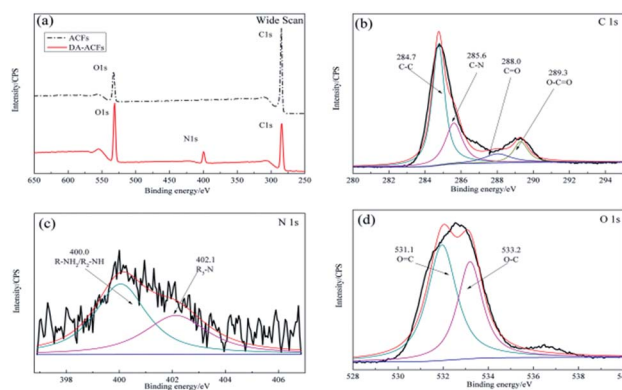 (a)
Wide Scan
ACFs
DA-ACFs
C1s
O1s
O1s
N1s
C1s
Intensity/CPS
650 600 550 500 450 400 350 300 250
Binding energy/eV
(b)
C 1s
284.7
C-C
285.6
C-N
288.0
C=O
289.3
O-C=O
Intensity/CPS
280 282 284 286 288 290 292 294
Binding energy/eV
(c)
N 1s
400.0
R-NH2/R2-NH
402.1
R3-N
Intensity/CPS
398 400 402 404 406
Binding energy/eV
(d)
O 1s
531.1
O=C
533.2
O-C
Intensity/CPS
528 530 532 534 536 538
Binding energy/eV